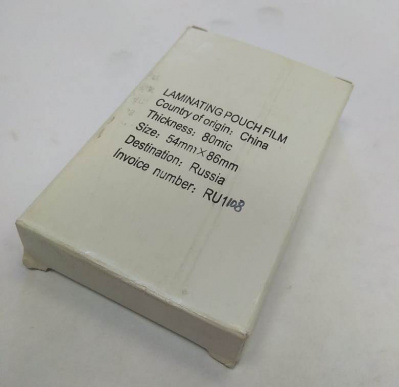 LAMINATING POUCH FILM
Country of origin: China
Thickness: 80mic
Size: 54mm×86mm
Destination: Russia
Invoice number: RU1108